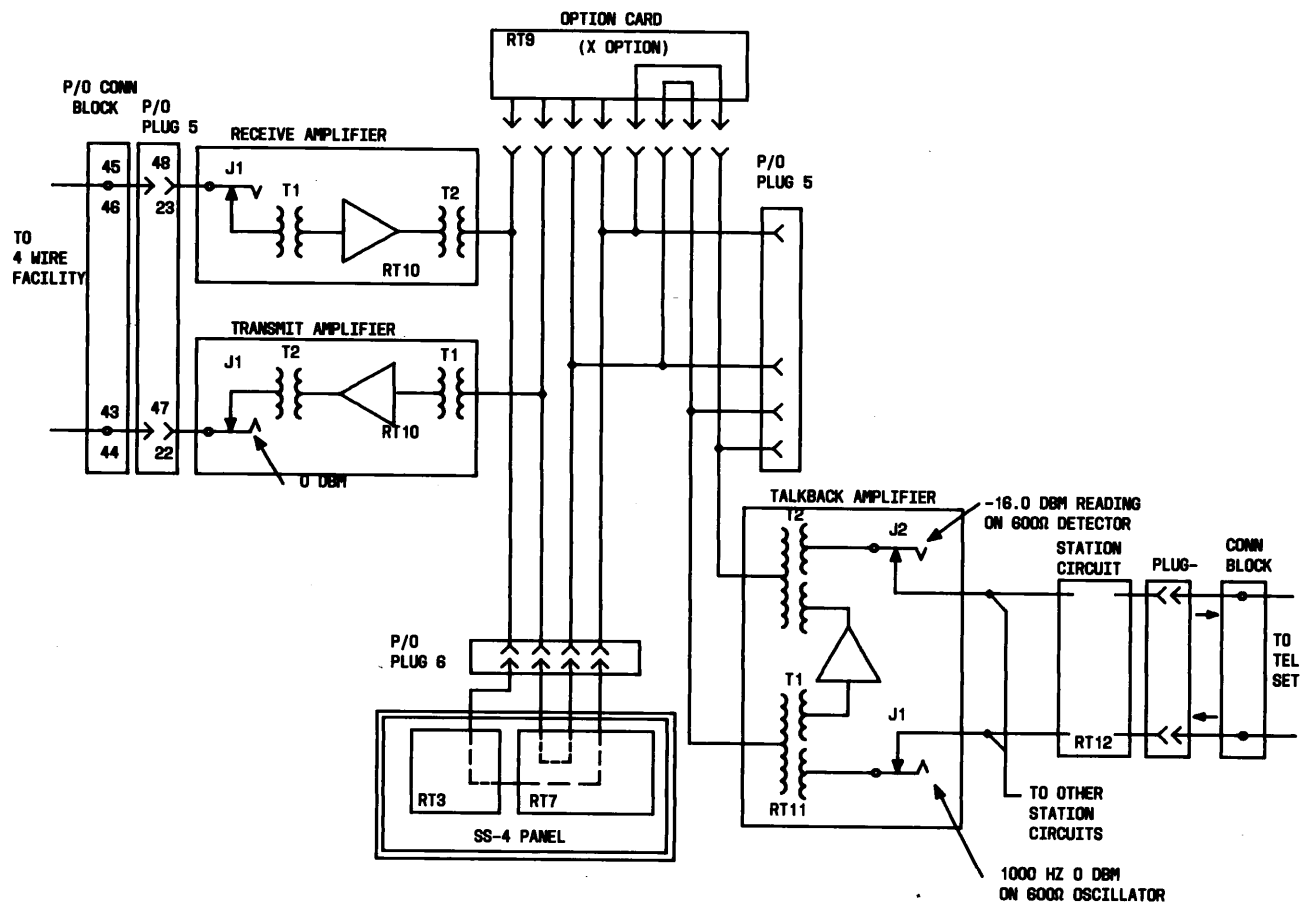 OPTION CARD
RT9
(X OPTION)
P/O CONN
BLOCK
P/O
PLUG 5
RECEIVE AMPLIFIER
45
46
48
23
J1
T1
T2
RT10
TO
4 WIRE
FACILITY
P/O
PLUG 5
TRANSMIT AMPLIFIER
J1
T2
T1
RT10
43
44
47
22
0 DBM
TALKBACK AMPLIFIER
T2
J2
-16.0 DBM READING
ON 600Ω DETECTOR
STATION
CIRCUIT
PLUG-
CONN
BLOCK
P/O
PLUG 6
T1
J1
RT11
RT12
TO
TEL
SET
RT3
RT7
SS-4 PANEL
TO OTHER
STATION
CIRCUITS
1000 HZ 0 DBM
ON 600Ω OSCILLATOR